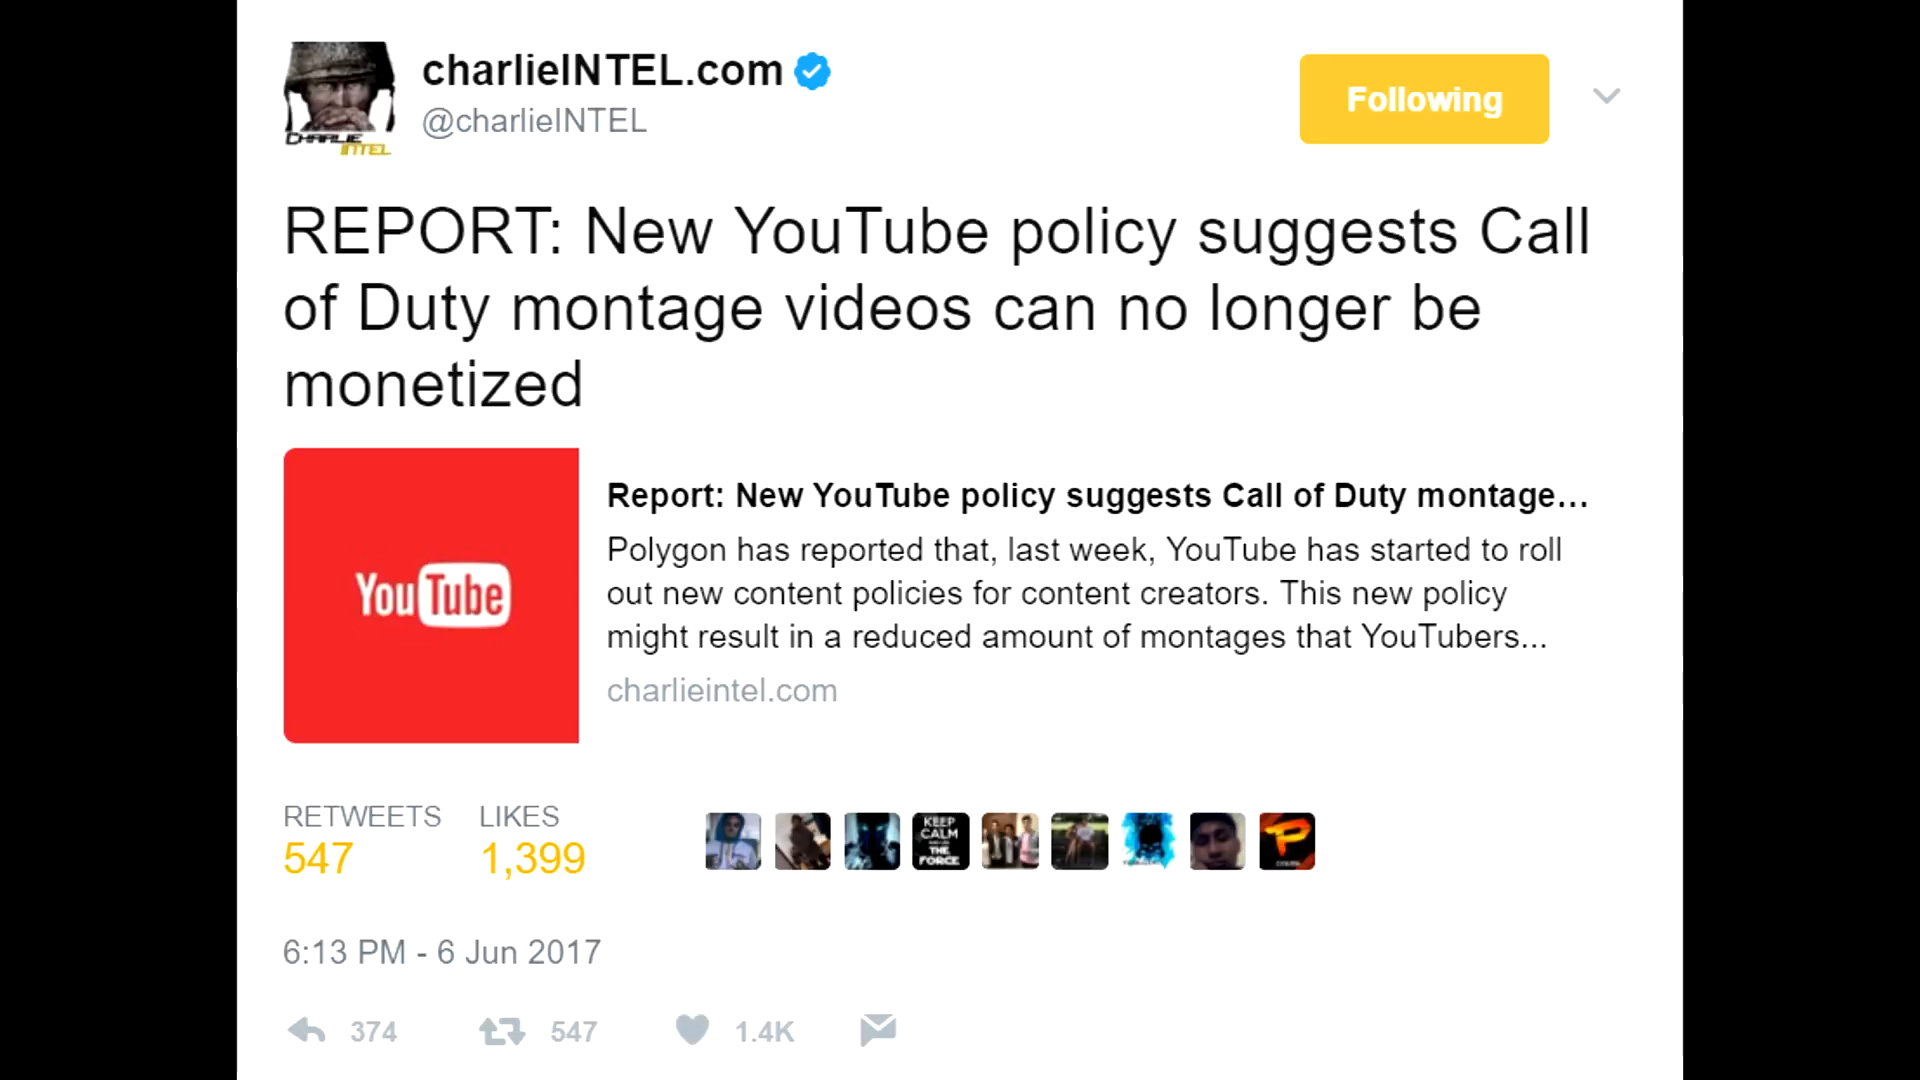 charlieINTEL.com
@charlieINTEL
CHARLIE
INTEL
Following
REPORT: New YouTube policy suggests Call
of Duty montage videos can no longer be
monetized
YouTube
Report: New YouTube policy suggests Call of Duty montage...
Polygon has reported that, last week, YouTube has started to roll
out new content policies for content creators. This new policy
might result in a reduced amount of montages that YouTubers...
charlieintel.com
RETWEETS LIKES
547 1,399
KEEP
CALM
THE
FORCE
P
6:13 PM - 6 Jun 2017
374 547 1.4K